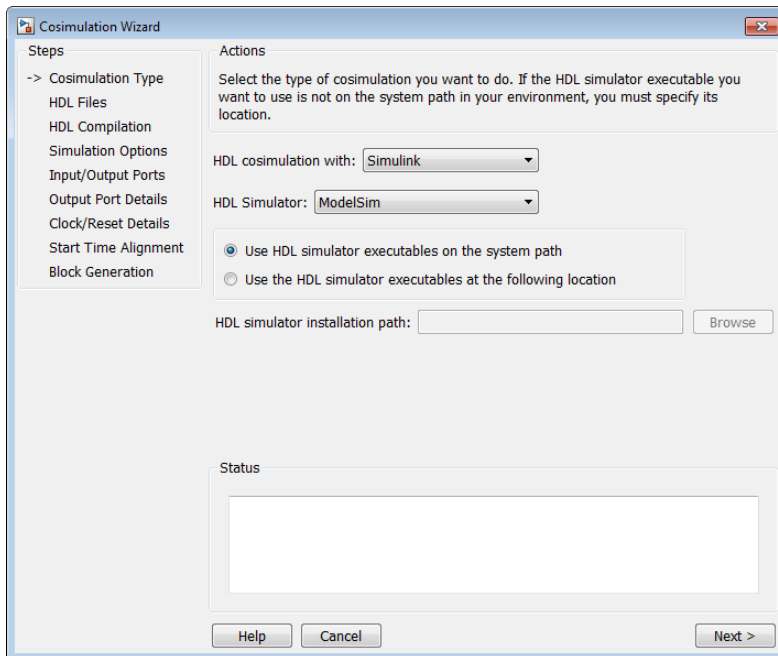 Cosimulation Wizard
Steps
-> Cosimulation Type
HDL Files
HDL Compilation
Simulation Options
Input/Output Ports
Output Port Details
Clock/Reset Details
Start Time Alignment
Block Generation
Actions
Select the type of cosimulation you want to do. If the HDL simulator executable you
want to use is not on the system path in your environment, you must specify its
location.
HDL cosimulation with: Simulink
HDL Simulator: ModelSim
Use HDL simulator executables on the system path
Use the HDL simulator executables at the following location
HDL simulator installation path: Browse
Status
Help Cancel Next >